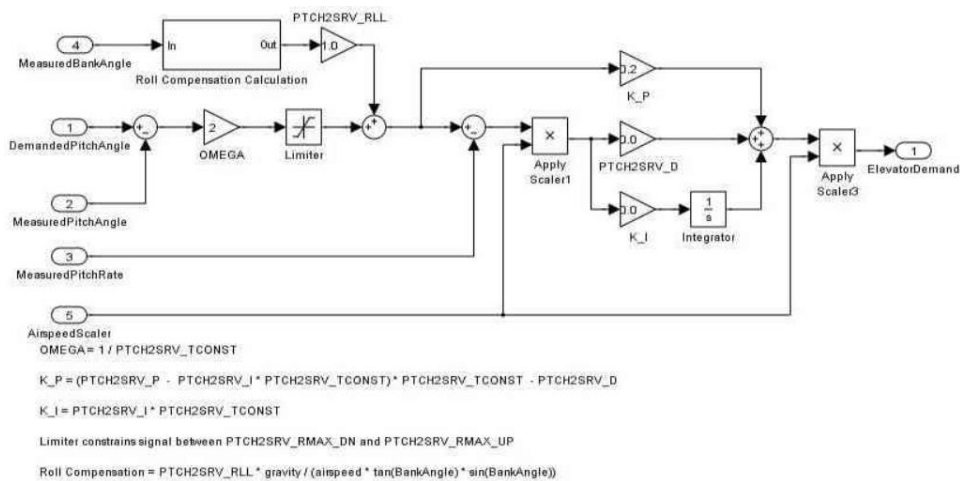 PTCH2SRV_RLL
4
In
Out
1.0
MeasuredBankAngle
Roll Compensation Calculation
0.2
K_P
1
2
DemandedPitchAngle
OMEGA
Limiter
×
Apply
Scaler1
0.0
PTCH2SRV_D
×
Apply
Scaler3
1
ElevatorDemand
2
MeasuredPitchAngle
0.0
K_I
1
s
Integrator
3
MeasuredPitchRate
5
AirspeedScaler
OMEGA = 1 / PTCH2SRV_TCONST
K_P = (PTCH2SRV_P - PTCH2SRV_I * PTCH2SRV_TCONST) * PTCH2SRV_TCONST - PTCH2SRV_D
K_I = PTCH2SRV_I * PTCH2SRV_TCONST
Limiter constrains signal between PTCH2SRV_RMAX_DN and PTCH2SRV_RMAX_UP
Roll Compensation = PTCH2SRV_RLL * gravity / (airspeed * tan(BankAngle) * sin(BankAngle))